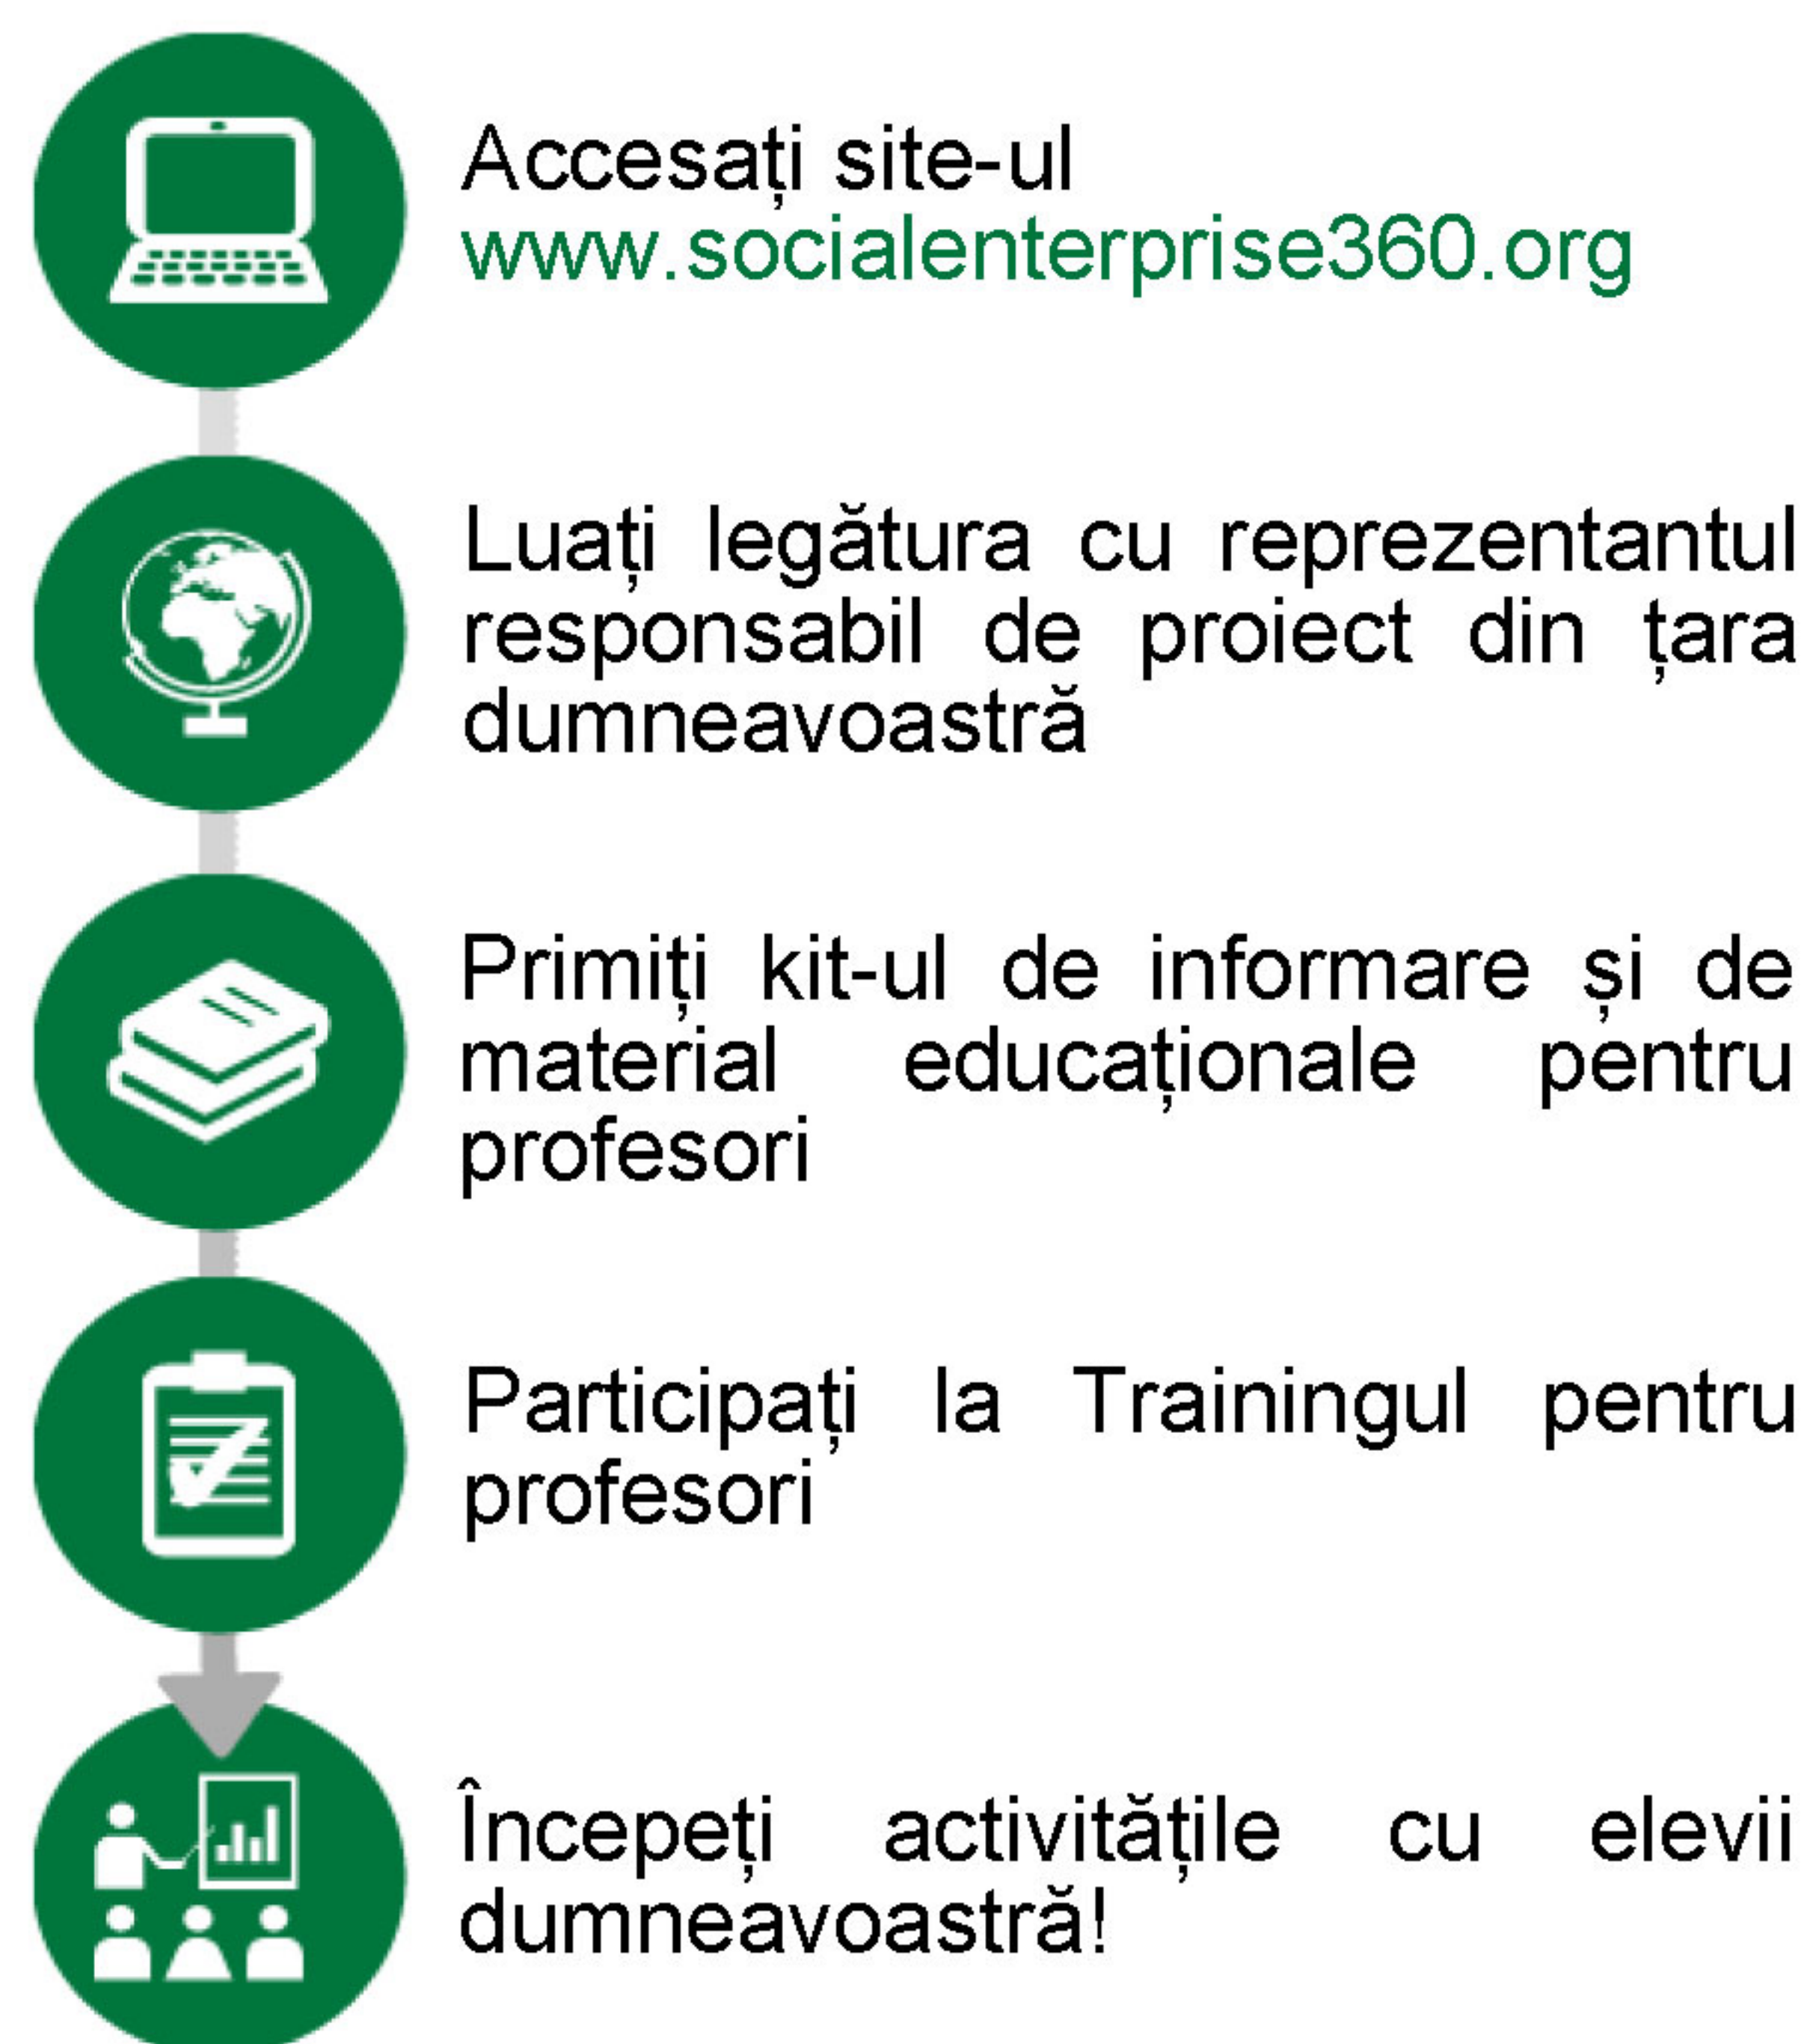 Accesați site-ul
www.socialenterprise360.org
Luați legătura cu reprezentantul
responsabil de proiect din țara
dumneavoastră
Primiți kit-ul de informare și de
material educaționale pentru
profesori
Participați la Trainingul pentru
profesori
Începeți activitățile cu elevii
dumneavoastră!